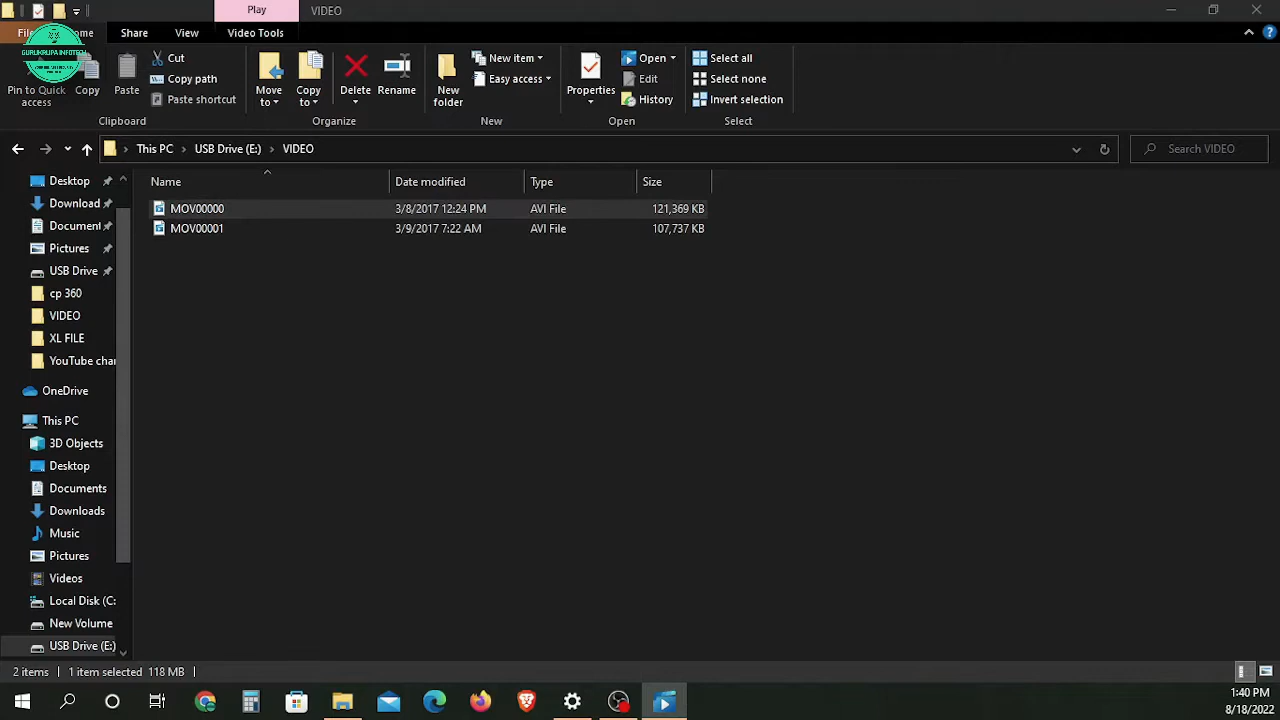 Play
VIDEO
File
Home
Share
View
Video Tools
GURUKRUPA INFOTECH
Pin to Quick
access
Copy
Paste
Cut
Copy path
Paste shortcut
Clipboard
Move
to
Copy
to
Delete
Rename
Organize
New
folder
New item
Easy access
New
Properties
Open
Edit
History
Open
Select all
Select none
Invert selection
Select
This PC
USB Drive (E:)
VIDEO
Search VIDEO
Name
Date modified
Type
Size
MOV00000
3/8/2017 12:24 PM
AVI File
121,369 KB
MOV00001
3/9/2017 7:22 AM
AVI File
107,737 KB
Desktop
Download
Document
Pictures
USB Drive
cp 360
VIDEO
XL FILE
YouTube chan
OneDrive
This PC
3D Objects
Desktop
Documents
Downloads
Music
Pictures
Videos
Local Disk (C:
New Volume
USB Drive (E:)
2 items
1 item selected 118 MB
1:40 PM
8/18/2022